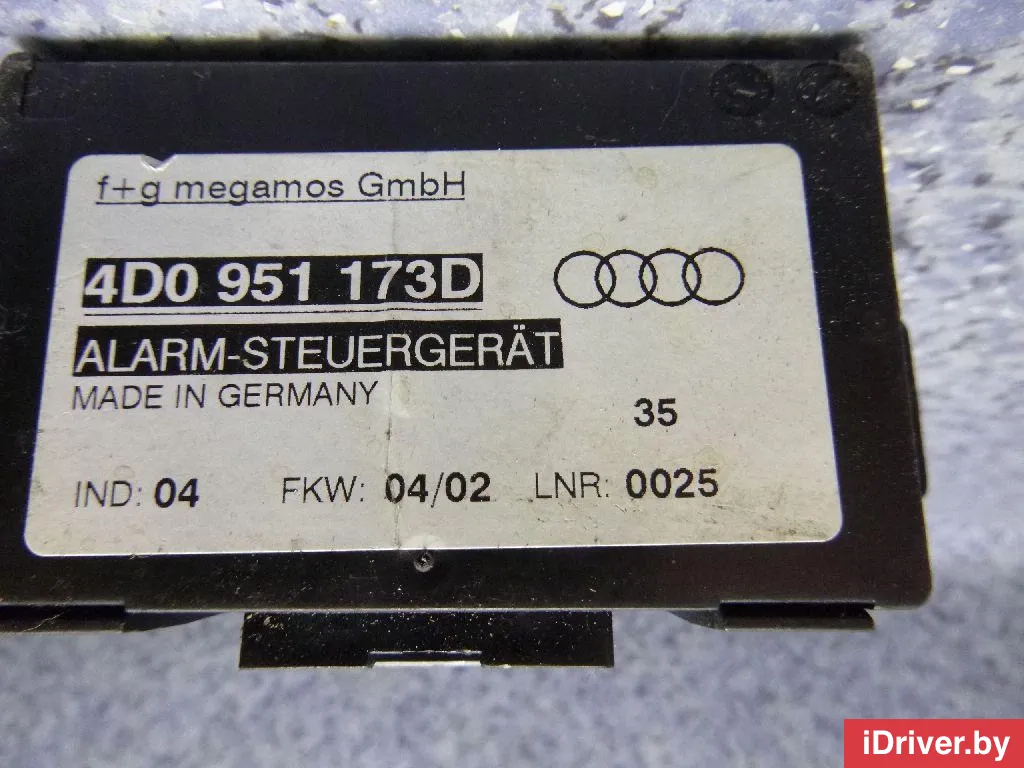 f+g megamos GmbH
4D0 951 173D
ALARM-STEUERGERÄT
MADE IN GERMANY
35
IND: 04 FKW: 04/02 LNR: 0025
iDriver.by